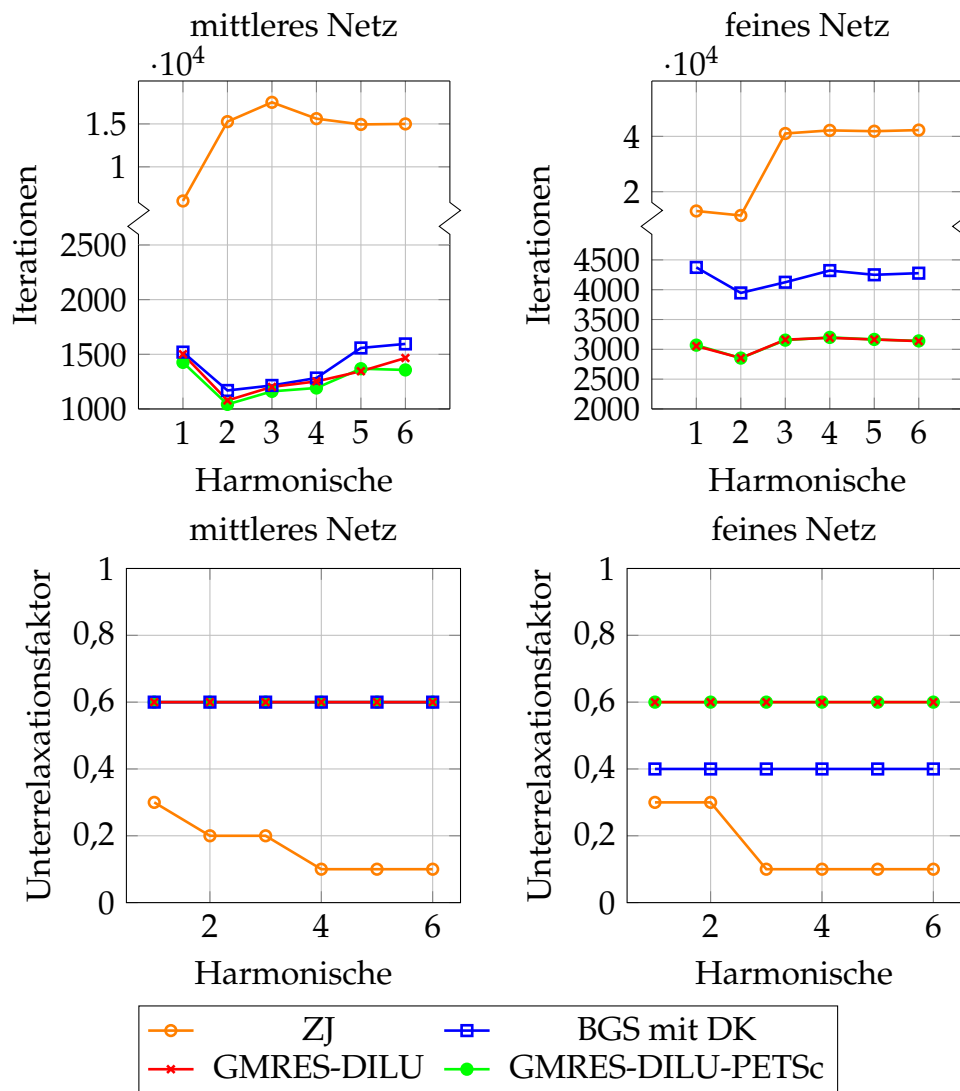 mittleres Netz
·10^4
1.5
1
2500
2000
1500
1000
Iterationen
1 2 3 4 5 6
Harmonische
feines Netz
·10^4
4
2
4500
4000
3500
3000
2500
2000
Iterationen
1 2 3 4 5 6
Harmonische
mittleres Netz
1
0,8
0,6
0,4
0,2
0
Unterrelaxationsfaktor
2 4 6
Harmonische
feines Netz
1
0,8
0,6
0,4
0,2
0
Unterrelaxationsfaktor
2 4 6
Harmonische
ZJ BGS mit DK
GMRES-DILU GMRES-DILU-PETSc